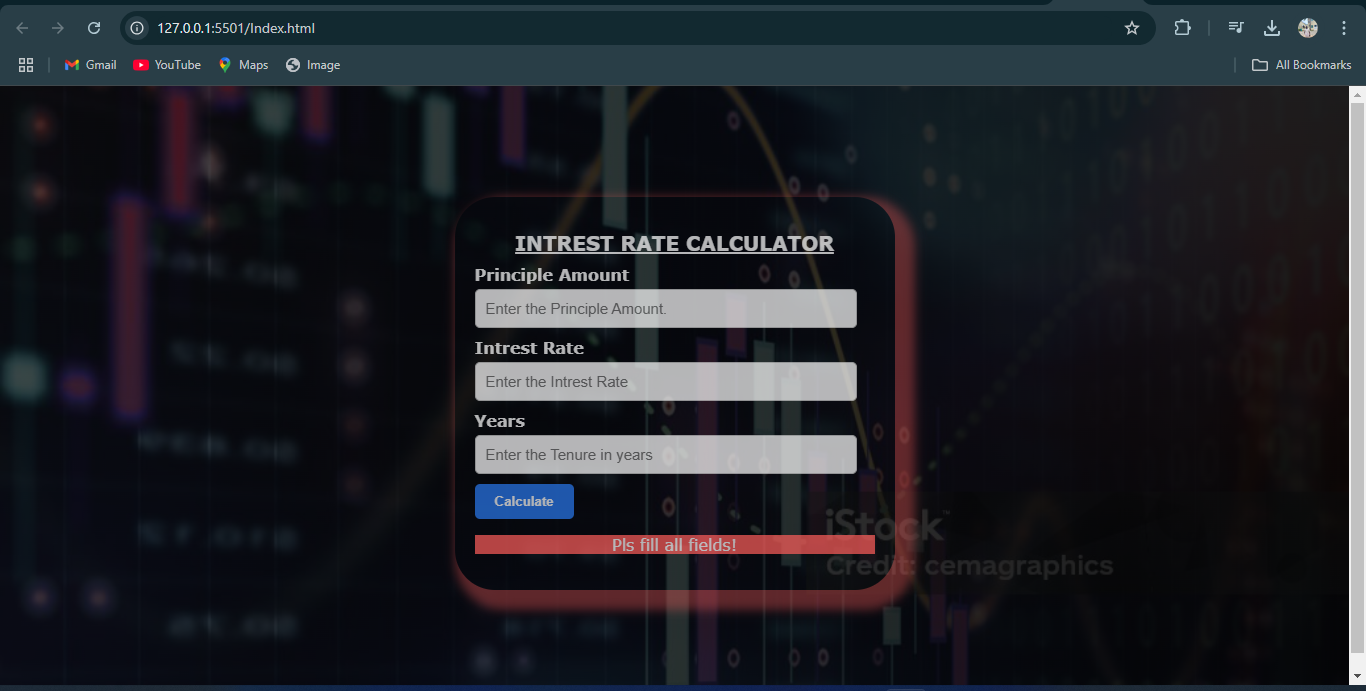 127.0.0.1:5501/Index.html
Gmail YouTube Maps Image All Bookmarks
INTREST RATE CALCULATOR
Principle Amount
Enter the Principle Amount.
Intrest Rate
Enter the Intrest Rate
Years
Enter the Tenure in years
Calculate
Pls fill all fields!
iStock™
Credit: cemagraphics